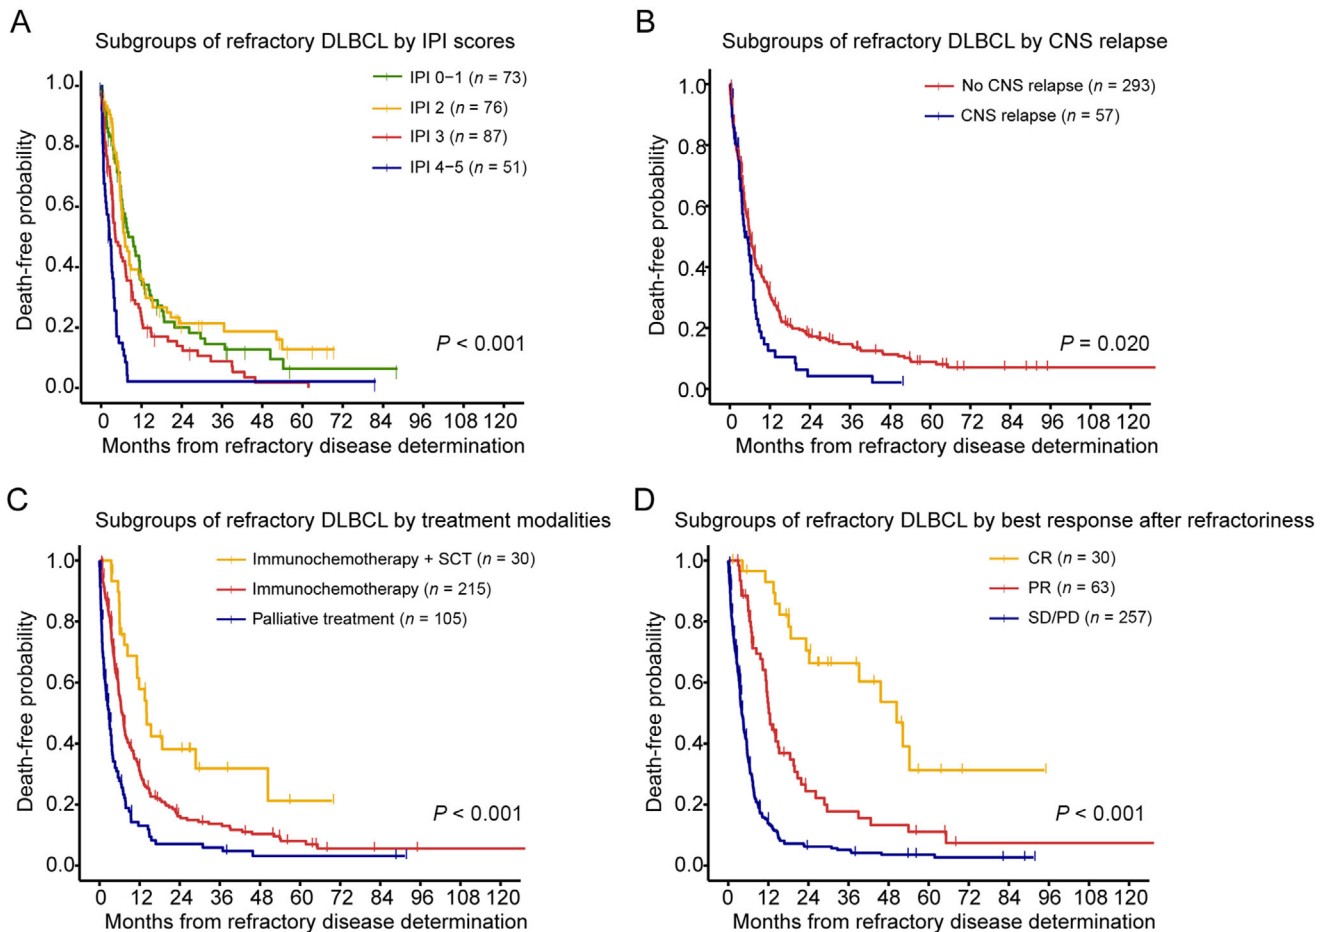 A
Subgroups of refractory DLBCL by IPI scores
IPI 0−1 (n = 73)
IPI 2 (n = 76)
IPI 3 (n = 87)
IPI 4−5 (n = 51)
Death-free probability
1.0
0.8
0.6
0.4
0.2
0.0
P < 0.001
0 12 24 36 48 60 72 84 96 108 120
Months from refractory disease determination
B
Subgroups of refractory DLBCL by CNS relapse
No CNS relapse (n = 293)
CNS relapse (n = 57)
Death-free probability
1.0
0.8
0.6
0.4
0.2
0.0
P = 0.020
0 12 24 36 48 60 72 84 96 108 120
Months from refractory disease determination
C
Subgroups of refractory DLBCL by treatment modalities
Immunochemotherapy + SCT (n = 30)
Immunochemotherapy (n = 215)
Palliative treatment (n = 105)
Death-free probability
1.0
0.8
0.6
0.4
0.2
0.0
P < 0.001
0 12 24 36 48 60 72 84 96 108 120
Months from refractory disease determination
D
Subgroups of refractory DLBCL by best response after refractoriness
CR (n = 30)
PR (n = 63)
SD/PD (n = 257)
Death-free probability
1.0
0.8
0.6
0.4
0.2
0.0
P < 0.001
0 12 24 36 48 60 72 84 96 108 120
Months from refractory disease determination